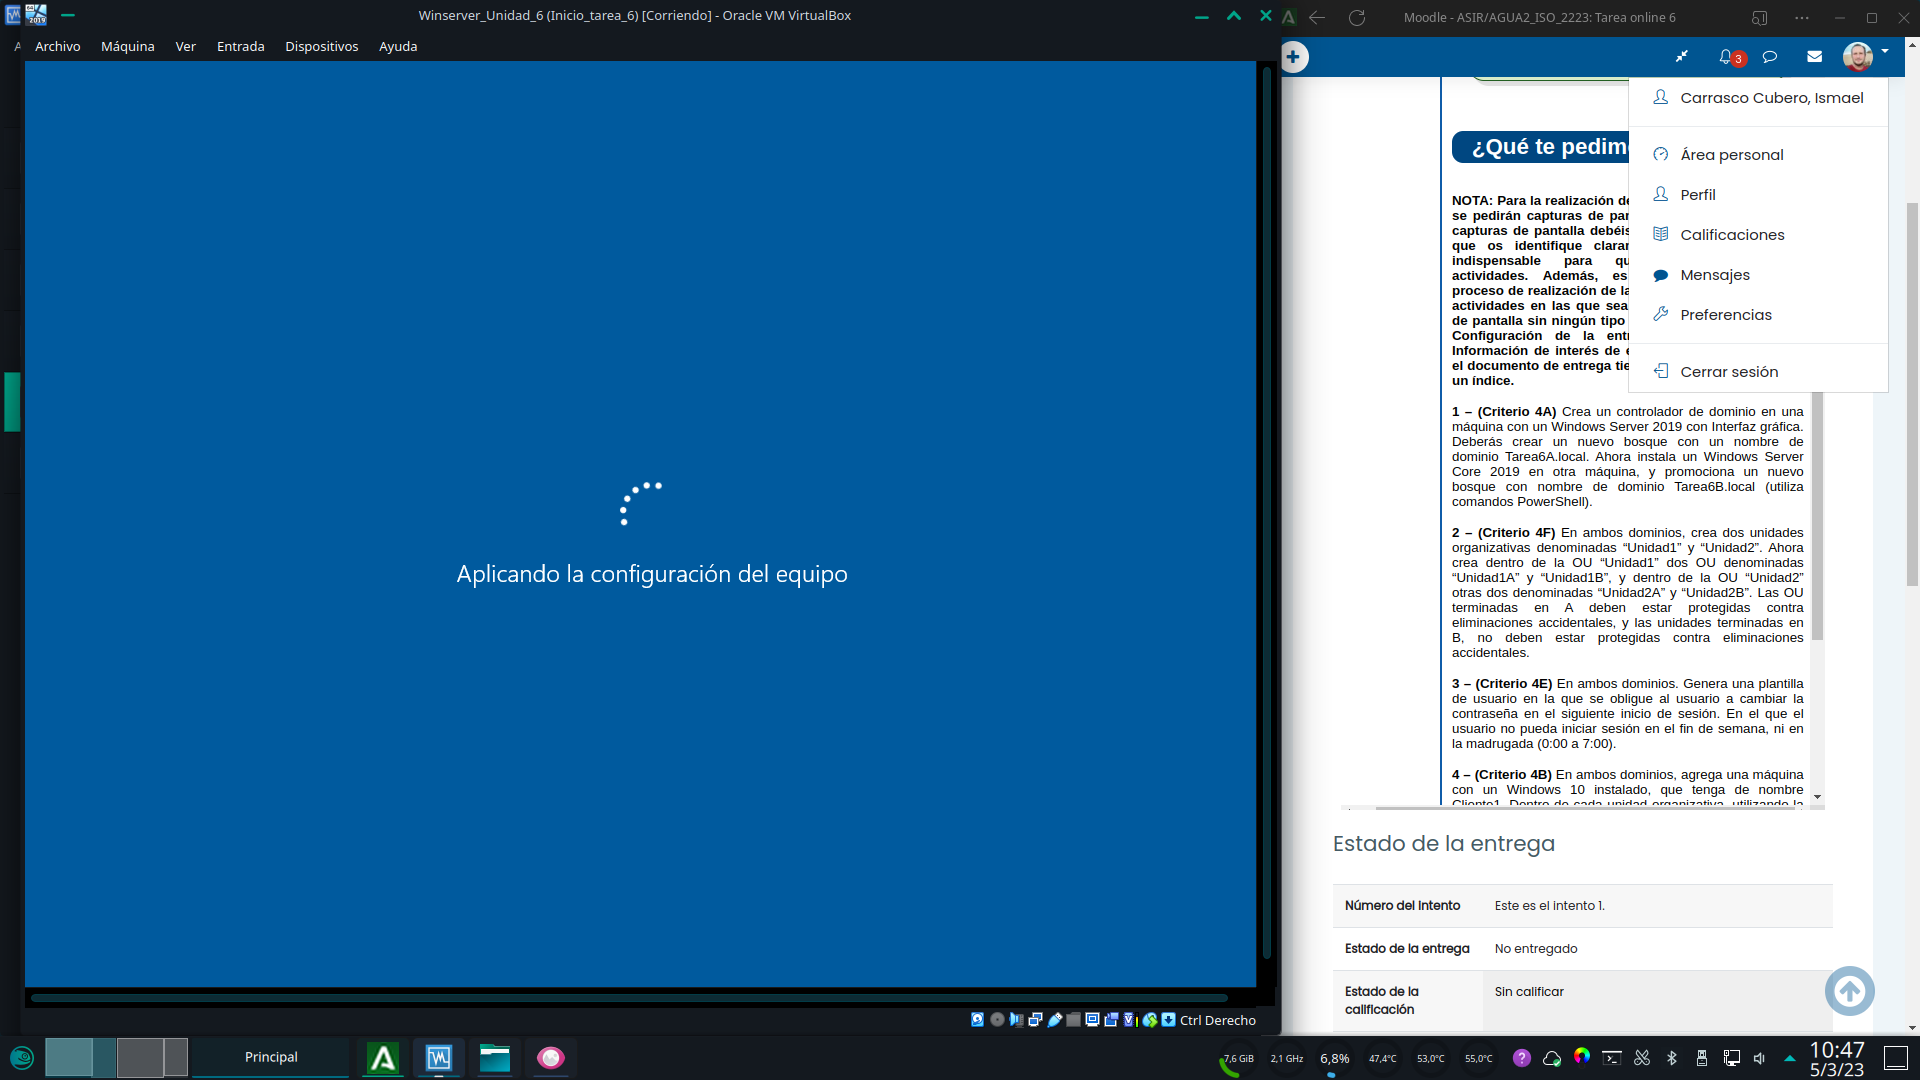 Winserver_Unidad_6 (Inicio_tarea_6) [Corriendo] - Oracle VM VirtualBox
Archivo Máquina Ver Entrada Dispositivos Ayuda
Aplicando la configuración del equipo
Ctrl Derecho
Moodle - ASIR/AGUA2_ISO_2223: Tarea online 6
3
Carrasco Cubero, Ismael
Área personal
Perfil
Calificaciones
Mensajes
Preferencias
Cerrar sesión
¿Qué te pedim
NOTA: Para la realización
se pedirán capturas de
capturas de pantalla
que os identifique
indispensable para
actividades. Además, es
proceso de realización de
actividades en las que sea
de pantalla sin ningún tipo
Configuración de la
Información de interés de
el documento de entrega
un índice.
1 – (Criterio 4A) Crea un controlador de dominio en una
máquina con un Windows Server 2019 con Interfaz gráfica.
Deberás crear un nuevo bosque con un nombre de
dominio Tarea6A.local. Ahora instala un Windows Server
Core 2019 en otra máquina, y promociona un nuevo
bosque con nombre de dominio Tarea6B.local (utiliza
comandos PowerShell).
2 – (Criterio 4F) En ambos dominios, crea dos unidades
organizativas denominadas “Unidad1” y “Unidad2”. Ahora
crea dentro de la OU “Unidad1” dos OU denominadas
“Unidad1A” y “Unidad1B”, y dentro de la OU “Unidad2”
otras dos denominadas “Unidad2A” y “Unidad2B”. Las OU
terminadas en A deben estar protegidas contra
eliminaciones accidentales, y las unidades terminadas en
B, no deben estar protegidas contra eliminaciones
accidentales.
3 – (Criterio 4E) En ambos dominios. Genera una plantilla
de usuario en la que se obligue al usuario a cambiar la
contraseña en el siguiente inicio de sesión. En el que el
usuario no pueda iniciar sesión en el fin de semana, ni en
la madrugada (0:00 a 7:00).
4 – (Criterio 4B) En ambos dominios, agrega una máquina
con un Windows 10 instalado, que tenga de nombre
Cliente1. Dentro de cada unidad organizativa, utilizando la
Estado de la entrega
Número del intento Este es el intento 1.
Estado de la entrega No entregado
Estado de la Sin calificar
calificación
Principal
7,6 GiB 2,1 GHz 6,8% 47,4°C 53,0°C 55,0°C
10:47
5/3/23